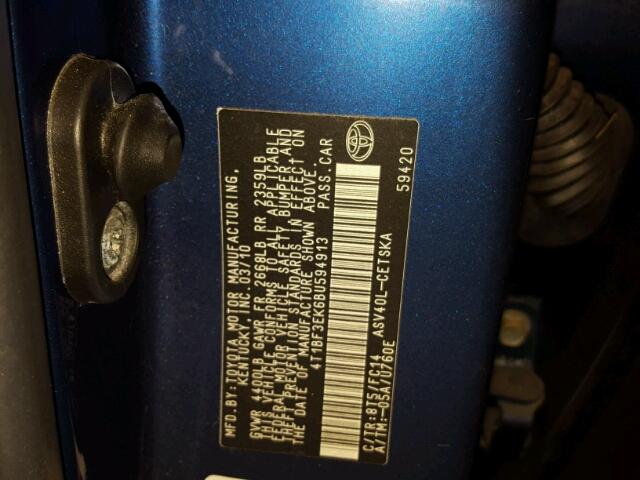 MFD.BY:TOYOTA MOTOR MANUFACTURING.
KENTUCKY INC. 03/10
GVWR 4400LB GAWR FR 2668LB RR 2359LB
THIS VEHICLE CONFORMS TO ALL APPLICABLE
FEDERAL MOTOR VEHICLE SAFETY BUMPER, AND
THEFT PREVENTION STANDARDS IN EFFECT ON
THE DATE OF MANUFACTURE SHOWN ABOVE.
4T1BF3EK6BU594913 PASS.CAR
C/TR:8T5/FC14 ASV40L-CETSKA
A/TM:-05A/U760E 59420